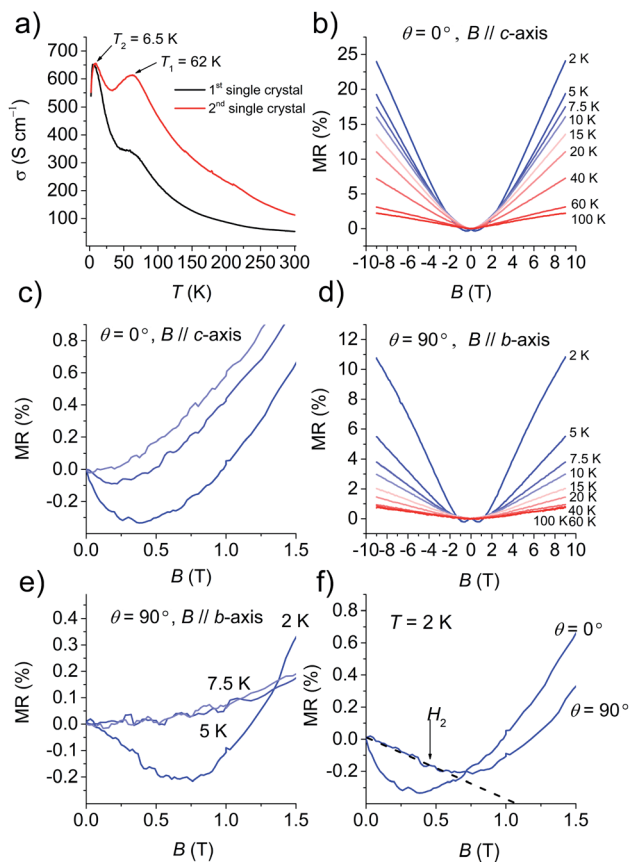 a)
T₂ = 6.5 K
T₁ = 62 K
1st single crystal
2nd single crystal
σ (S cm⁻¹)
700
600
500
400
300
200
100
0 50 100 150 200 250 300
T (K)
b)
θ = 0°, B // c-axis
MR (%)
25
20
15
10
5
0
2 K
5 K
7.5 K
10 K
15 K
20 K
40 K
60 K
100 K
-10 -8 -6 -4 -2 0 2 4 6 8 10
B (T)
c)
θ = 0°, B // c-axis
MR (%)
0.8
0.6
0.4
0.2
0.0
-0.2
0.0 0.5 1.0 1.5
B (T)
d)
θ = 90°, B // b-axis
MR (%)
12
10
8
6
4
2
0
2 K
5 K
7.5 K
10 K
15 K
20 K
40 K
100 K 60 K
-10 -8 -6 -4 -2 0 2 4 6 8 10
B (T)
e)
θ = 90°, B // b-axis
2 K
7.5 K
5 K
MR (%)
0.4
0.3
0.2
0.1
0.0
-0.1
-0.2
0.0 0.5 1.0 1.5
B (T)
f)
T = 2 K
θ = 0°
θ = 90°
H₂
MR (%)
0.8
0.6
0.4
0.2
0.0
-0.2
0.0 0.5 1.0 1.5
B (T)